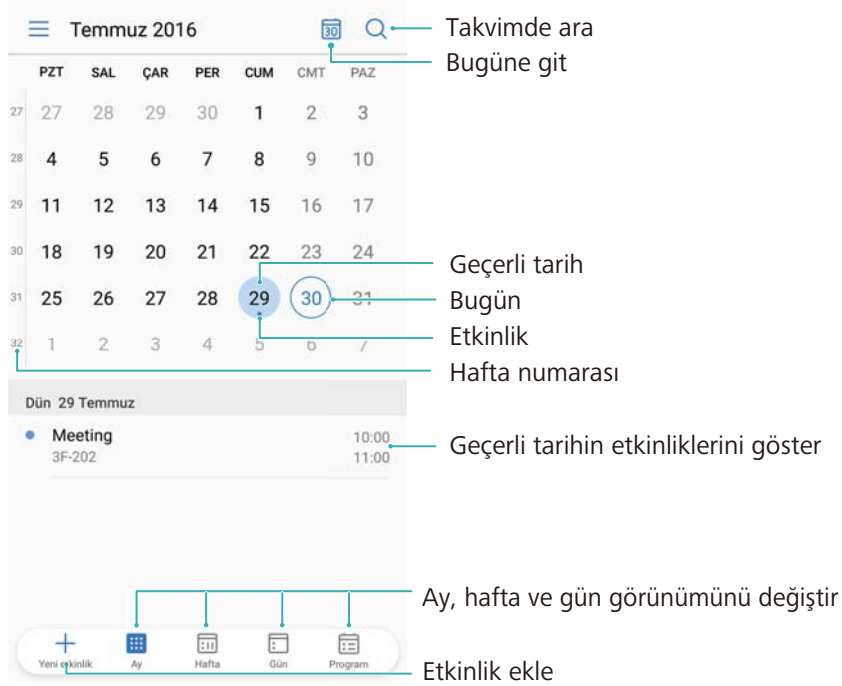 Temmuz 2016 30 Takvimde ara
Bugüne git
PZT SAL ÇAR PER CUM CMT PAZ
27 27 28 29 30 1 2 3
28 4 5 6 7 8 9 10
29 11 12 13 14 15 16 17
30 18 19 20 21 22 23 24
Geçerli tarih
31 25 26 27 28 29 30 31 Bugün
Etkinlik
32 1 2 3 4 5 6 7
Hafta numarası
Dün 29 Temmuz
Meeting 10:00
3F-202 11:00
Geçerli tarihin etkinliklerini göster
Ay, hafta ve gün görünümünü değiştir
Yeni etkinlik Ay Hafta Gün Program
Etkinlik ekle